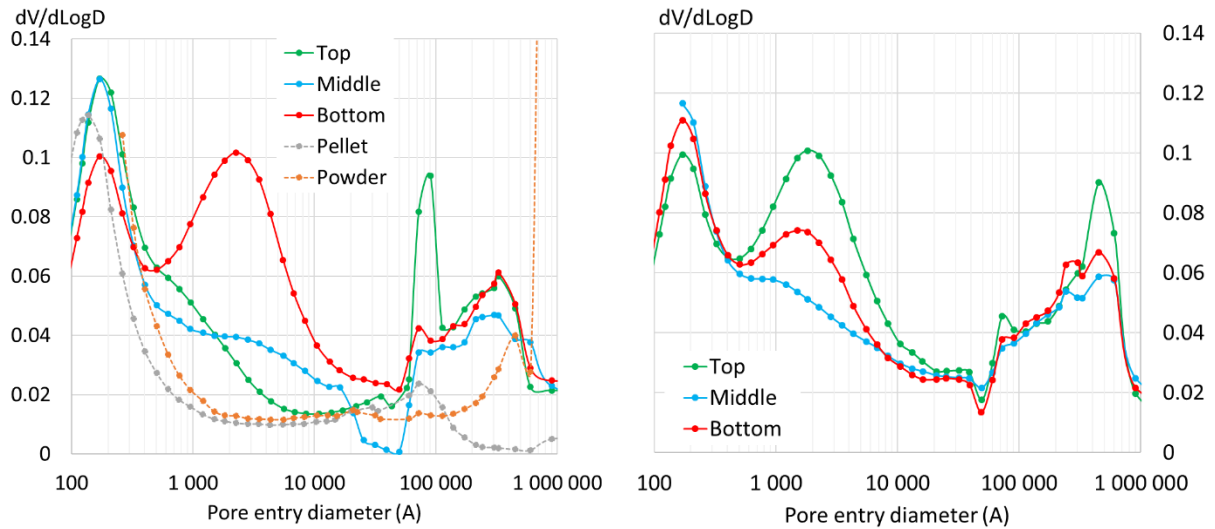 dV/dLogD
0.14
0.12
0.1
0.08
0.06
0.04
0.02
0
100
1 000
10 000
100 000
1 000 000
Pore entry diameter (A)
Top
Middle
Bottom
Pellet
Powder
dV/dLogD
0.14
0.12
0.1
0.08
0.06
0.04
0.02
0
100
1 000
10 000
100 000
1 000 000
Pore entry diameter (A)
Top
Middle
Bottom